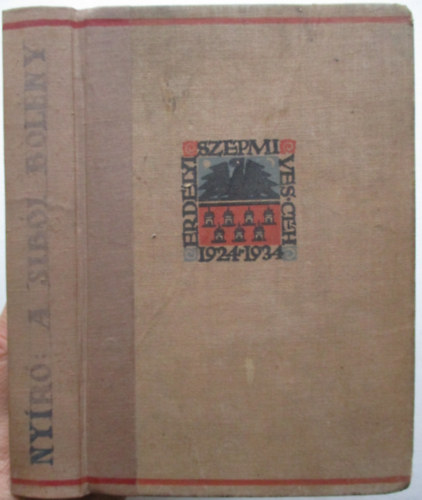 NYÍRŐ: A SIBÓI BÖLÉNY
ERDÉLYI
SZÉPMI
VES·CÉH
1924-1934